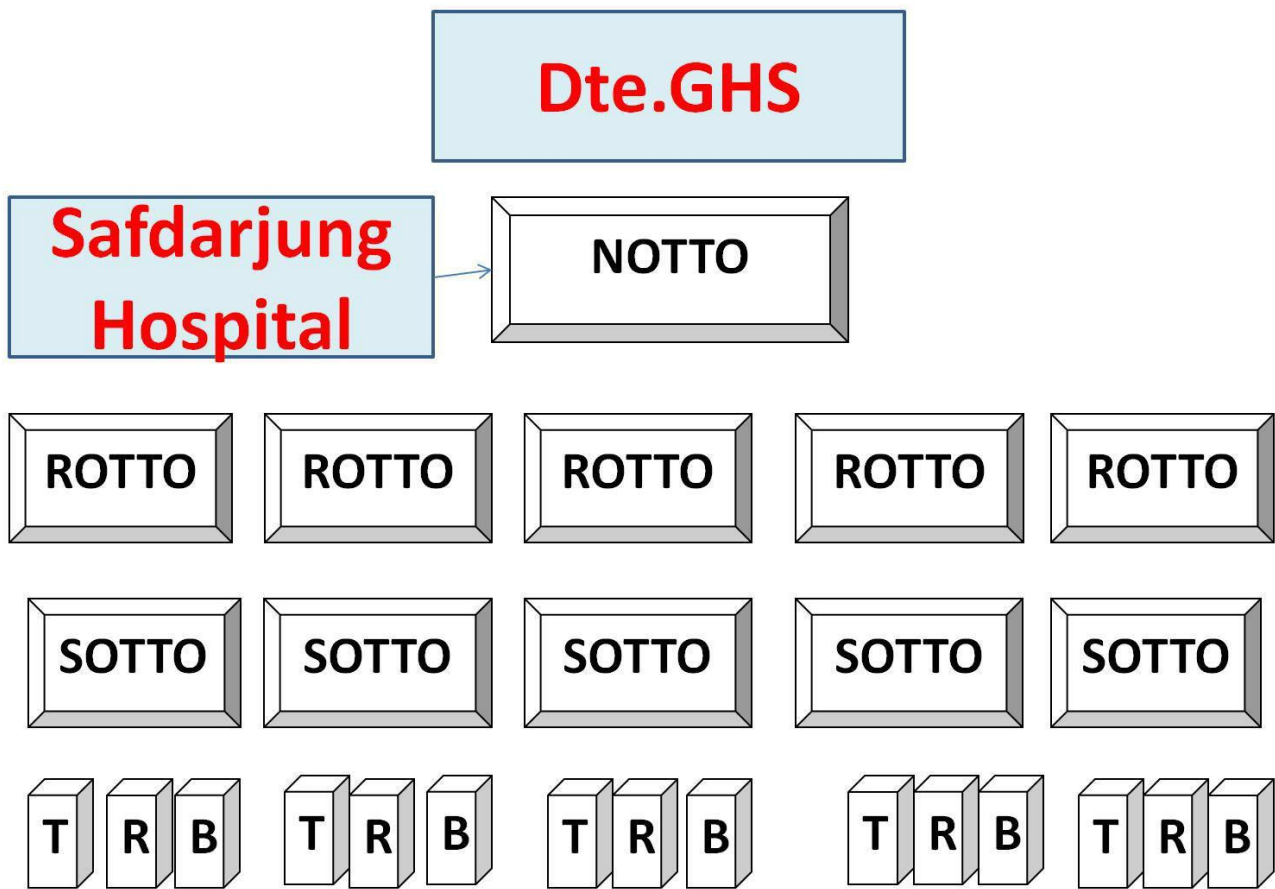 Dte.GHS
Safdarjung
Hospital
NOTTO
ROTTO ROTTO ROTTO ROTTO ROTTO
SOTTO SOTTO SOTTO SOTTO SOTTO
T R B T R B T R B T R B T R B